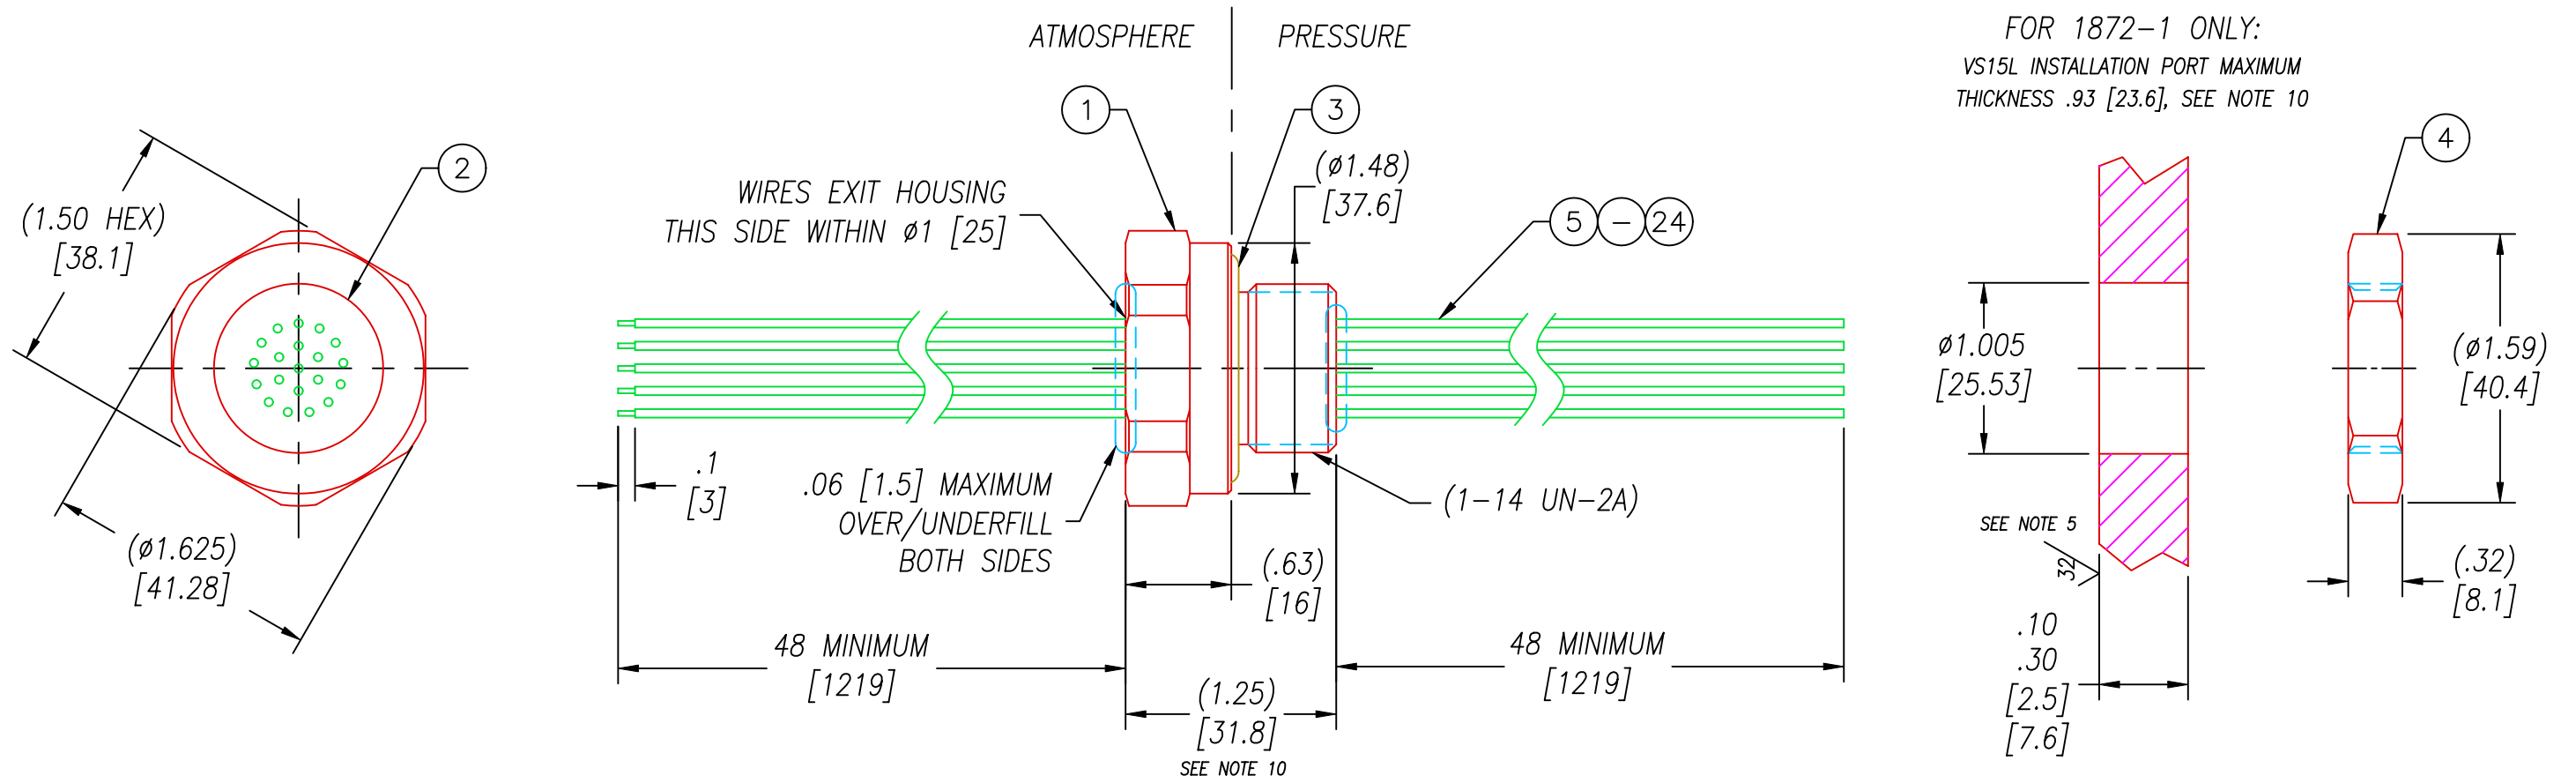 (1.50 HEX)
[38.1]
2
(ø1.625)
[41.28]
ATMOSPHERE
PRESSURE
1
3
WIRES EXIT HOUSING
THIS SIDE WITHIN ø1 [25]
(ø1.48)
[37.6]
5 – 24
.1
[3]
.06 [1.5] MAXIMUM
OVER/UNDERFILL
BOTH SIDES
(1-14 UN-2A)
(.63)
[16]
48 MINIMUM
[1219]
(1.25)
[31.8]
SEE NOTE 10
48 MINIMUM
[1219]
FOR 1872-1 ONLY:
VS15L INSTALLATION PORT MAXIMUM
THICKNESS .93 [23.6], SEE NOTE 10
4
ø1.005
[25.53]
(ø1.59)
[40.4]
SEE NOTE 5
32
.10
.30
[2.5]
[7.6]
(.32)
[8.1]